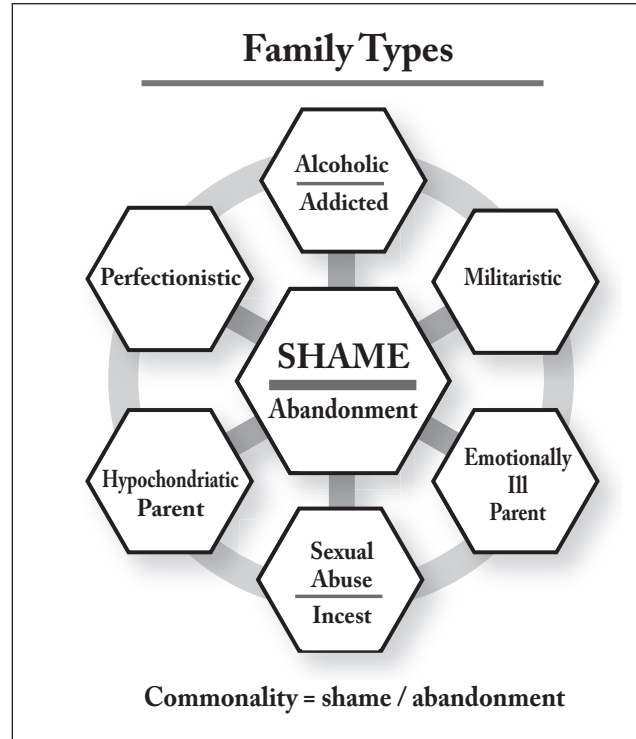 Family Types
Alcoholic
Addicted
Perfectionistic
Militaristic
SHAME
Abandonment
Hypochondriatic
Parent
Emotionally
Ill
Parent
Sexual
Abuse
Incest
Commonality = shame / abandonment